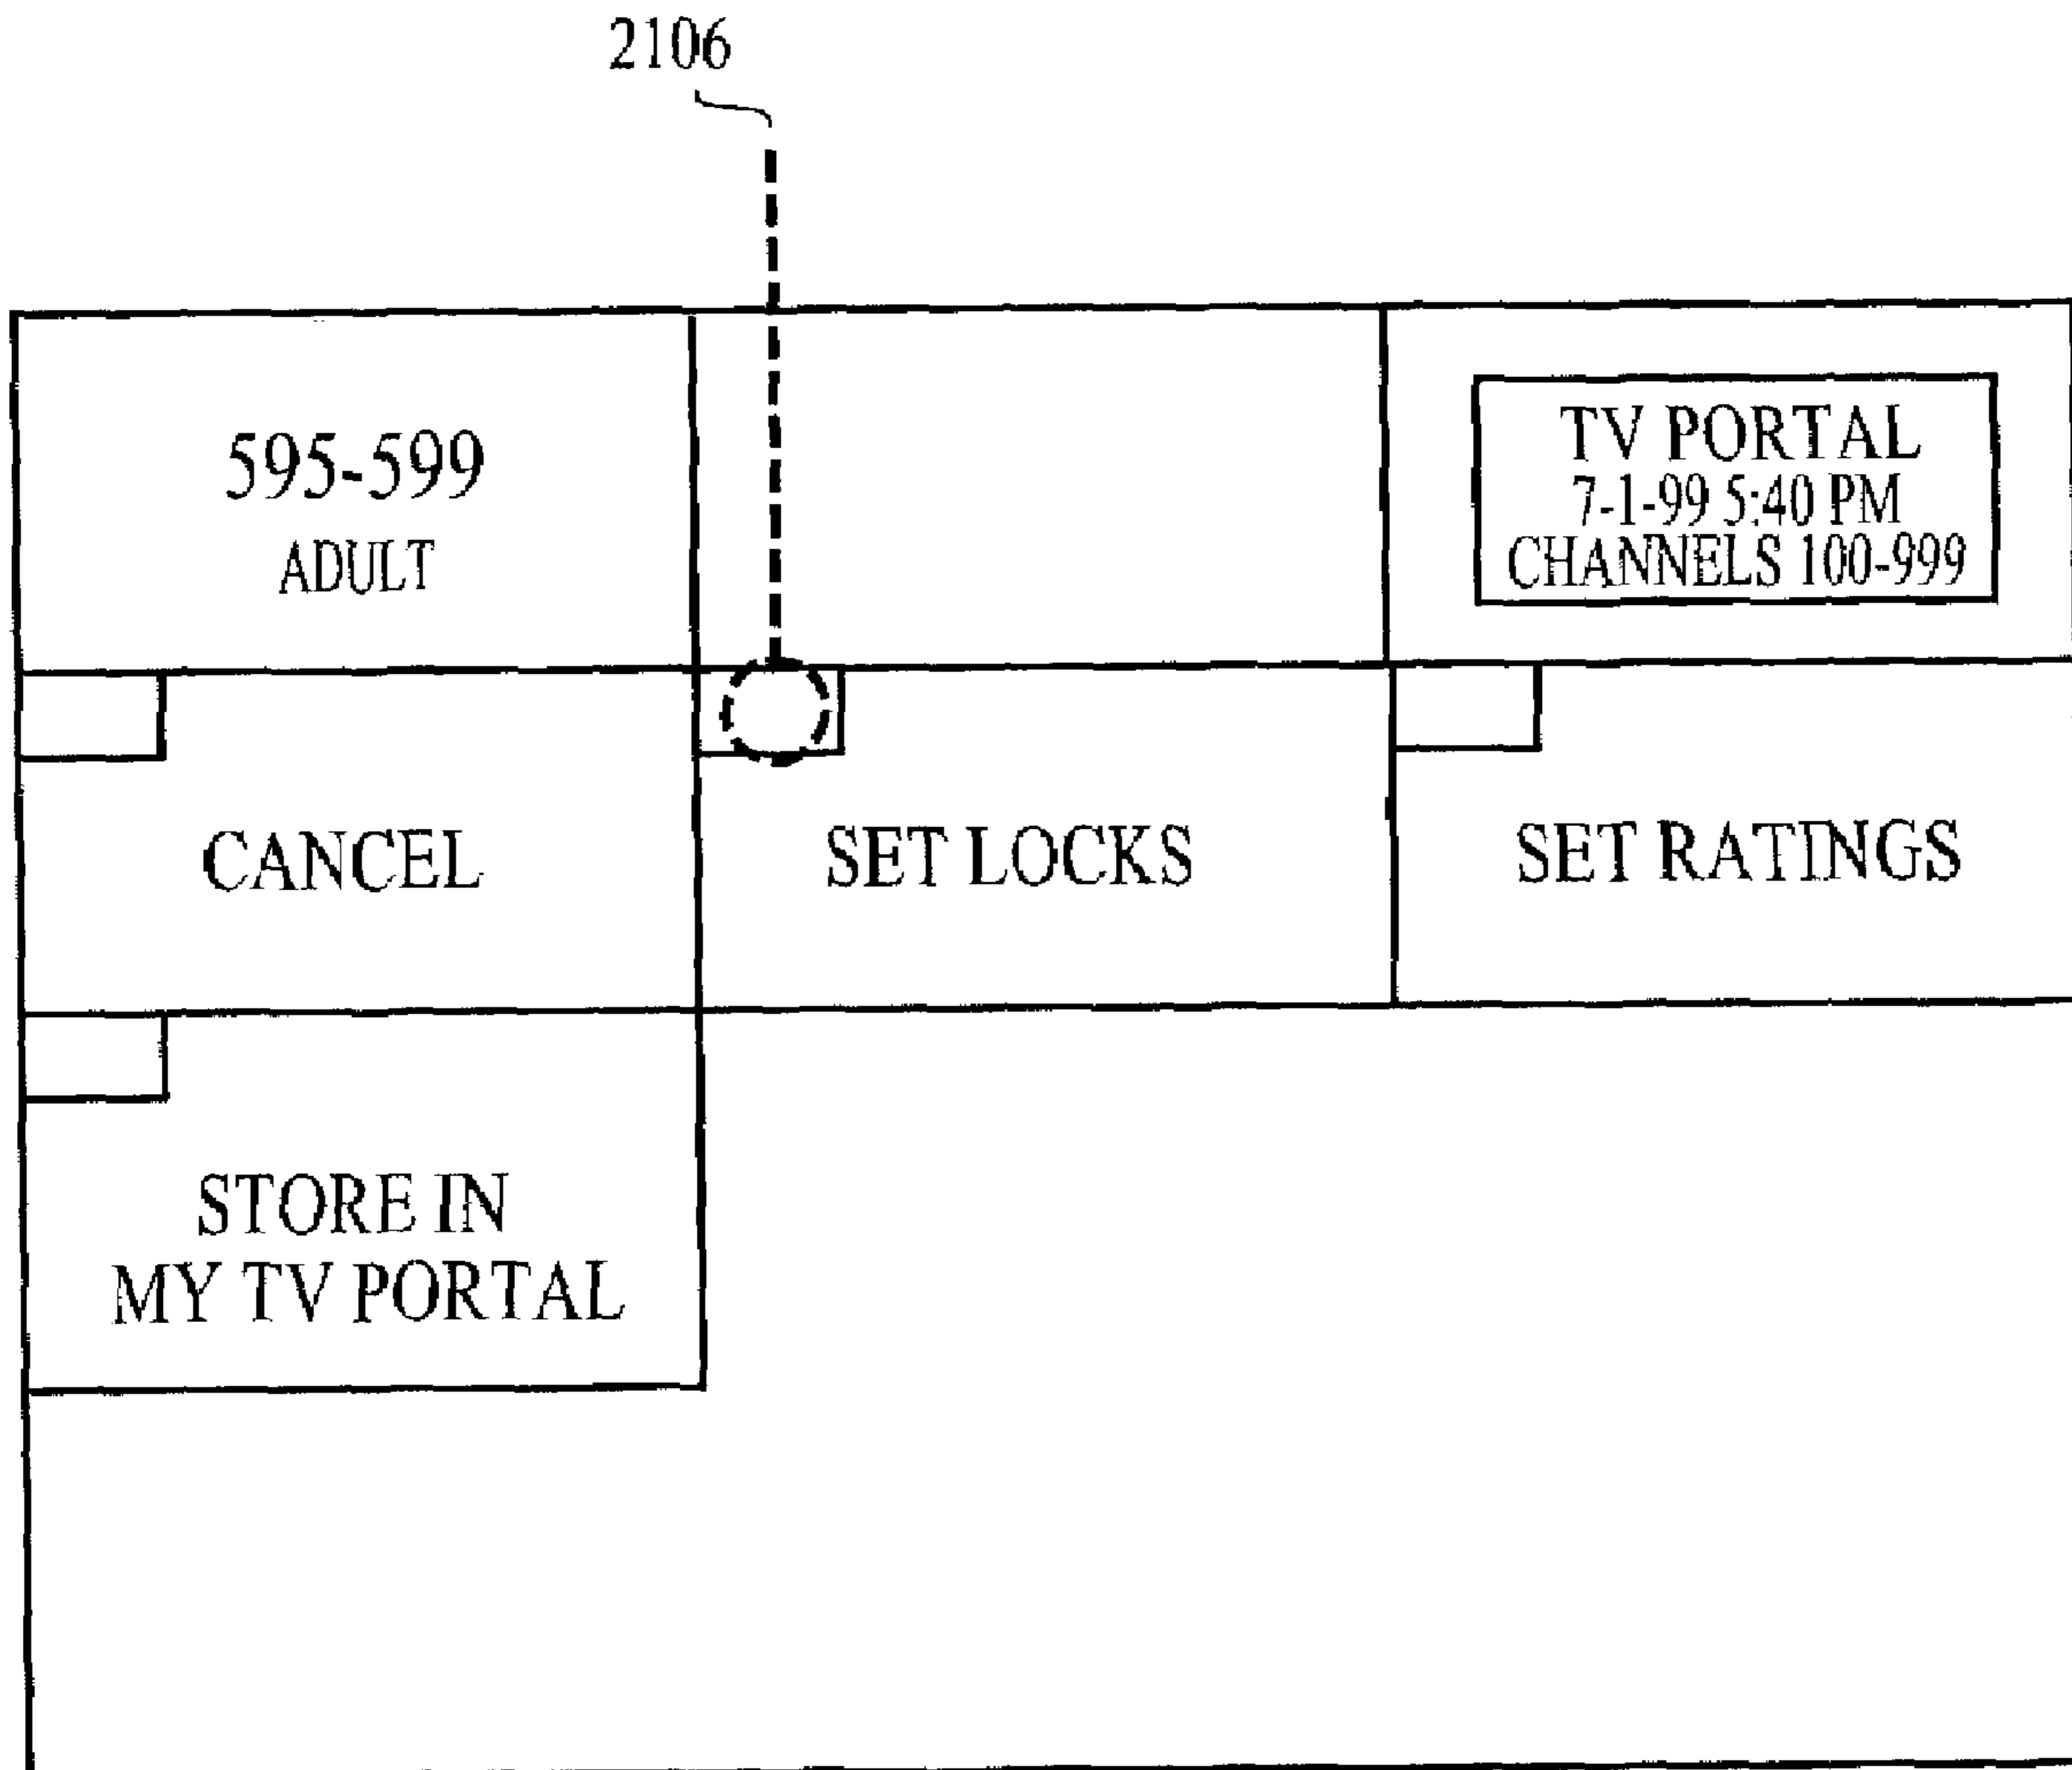 2106
595-599
ADULT
TV PORTAL
7-1-99 5:40 PM
CHANNELS 100-999
CANCEL
SET LOCKS
SET RATINGS
STORE IN
MY TV PORTAL